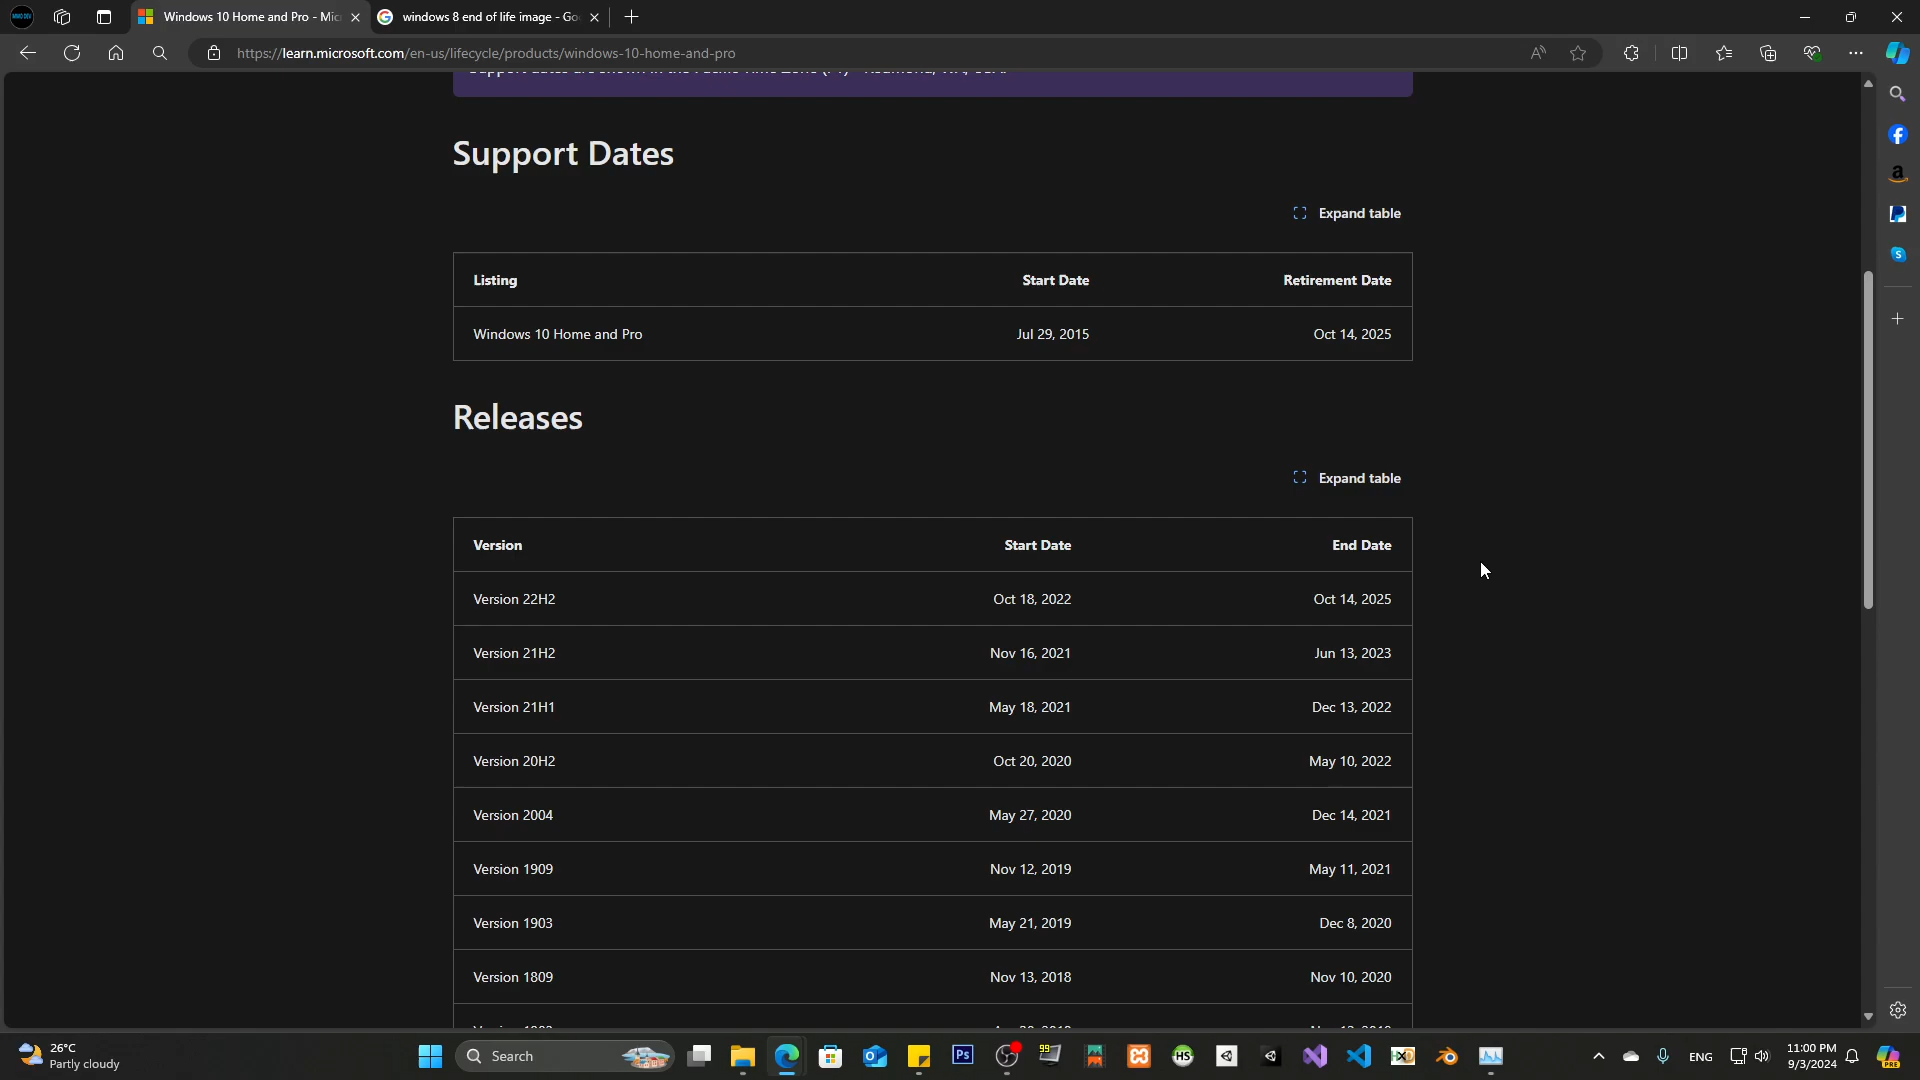 Windows 10 Home and Pro - Mic
windows 8 end of life image - Go
https://learn.microsoft.com/en-us/lifecycle/products/windows-10-home-and-pro
Support Dates
Expand table
Listing Start Date Retirement Date
Windows 10 Home and Pro Jul 29, 2015 Oct 14, 2025
Releases
Expand table
Version Start Date End Date
Version 22H2 Oct 18, 2022 Oct 14, 2025
Version 21H2 Nov 16, 2021 Jun 13, 2023
Version 21H1 May 18, 2021 Dec 13, 2022
Version 20H2 Oct 20, 2020 May 10, 2022
Version 2004 May 27, 2020 Dec 14, 2021
Version 1909 Nov 12, 2019 May 11, 2021
Version 1903 May 21, 2019 Dec 8, 2020
Version 1809 Nov 13, 2018 Nov 10, 2020
26°C
Partly cloudy
Search
Ps
99
HS
ENG
11:00 PM
9/3/2024
PRE